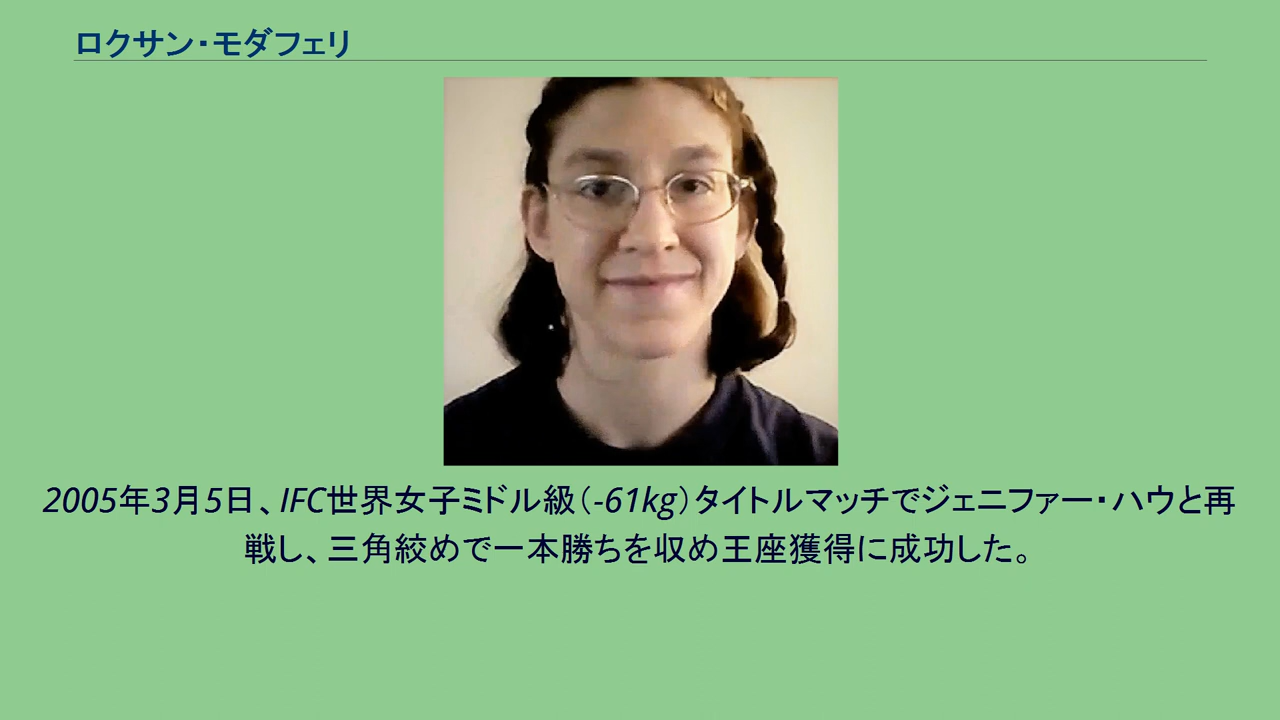 ロクサン・モダフェリ
2005年3月5日、IFC世界女子ミドル級（-61kg）タイトルマッチでジェニファー・ハウと再
戦し、三角絞めで一本勝ちを収め王座獲得に成功した。